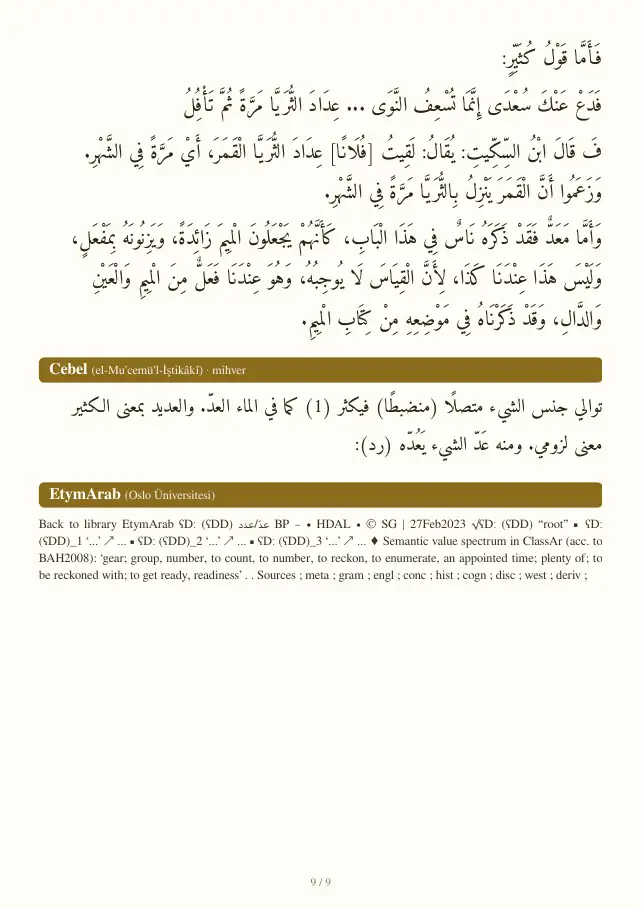 فَأَمَّا قَوْلُ كُثَيِّرٍ:
فَدَعْ عَنْكَ سُعْدَى إِنَّمَا تُسْعِفُ النَّوَى ... عِدَادَ الثُّرَيَّا مَرَّةً ثُمَّ تَأْفُلُ
فَ قَالَ ابْنُ السِّكِّيتِ: يُقَالُ: لَقِيتُ [فُلَانًا] عِدَادَ الثُّرَيَّا الْقَمَرَ، أَيْ مَرَّةً فِي الشَّهْرِ.
وَزَعَمُوا أَنَّ الْقَمَرَ يَنْزِلُ بِالثُّرَيَّا مَرَّةً فِي الشَّهْرِ.
وَأَمَّا مَعَدٌّ فَقَدْ ذَكَرَهُ نَاسٌ فِي هَذَا الْبَابِ، كَأَنَّهُمْ يَجْعَلُونَ الْمِيمَ زَائِدَةً، وَيَزِنُونَهُ بِمَفْعَلٍ،
وَلَيْسَ هَذَا عِنْدَنَا كَذَا، لِأَنَّ الْقِيَاسَ لَا يُوجِبُهُ، وَهُوَ عِنْدَنَا فَعَلٌّ مِنَ الْمِيمِ وَالْعَيْنِ
وَالدَّالِ، وَقَدْ ذَكَرْنَاهُ فِي مَوْضِعِهِ مِنْ كِتَابِ الْمِيمِ.
Cebel (el-Mu'cemü'l-İştikâkî) · mihver
توالي جنس الشيء متصلًا (منضبطًا) فيكثر (1) كما في الماء العدّ. والعديد بمعنى الكثير
معنى لزومي. ومنه عَدّ الشيء يَعُدّه (رد):
EtymArab (Oslo Üniversitesi)
Back to library EtymArab ʕDː (ʕDD) عدّ/عدد BP – • HDAL • © SG | 27Feb2023 √ʕDː (ʕDD) “root” ▪ ʕDː
(ʕDD)_1 ‘...’ ↗ ... ▪ ʕDː (ʕDD)_2 ‘...’ ↗ ... ▪ ʕDː (ʕDD)_3 ‘...’ ↗ ... ♦ Semantic value spectrum in ClassAr (acc. to
BAH2008): ‘gear; group, number, to count, to number, to reckon, to enumerate, an appointed time; plenty of; to
be reckoned with; to get ready, readiness’ . . Sources ; meta ; gram ; engl ; conc ; hist ; cogn ; disc ; west ; deriv ;
9 / 9